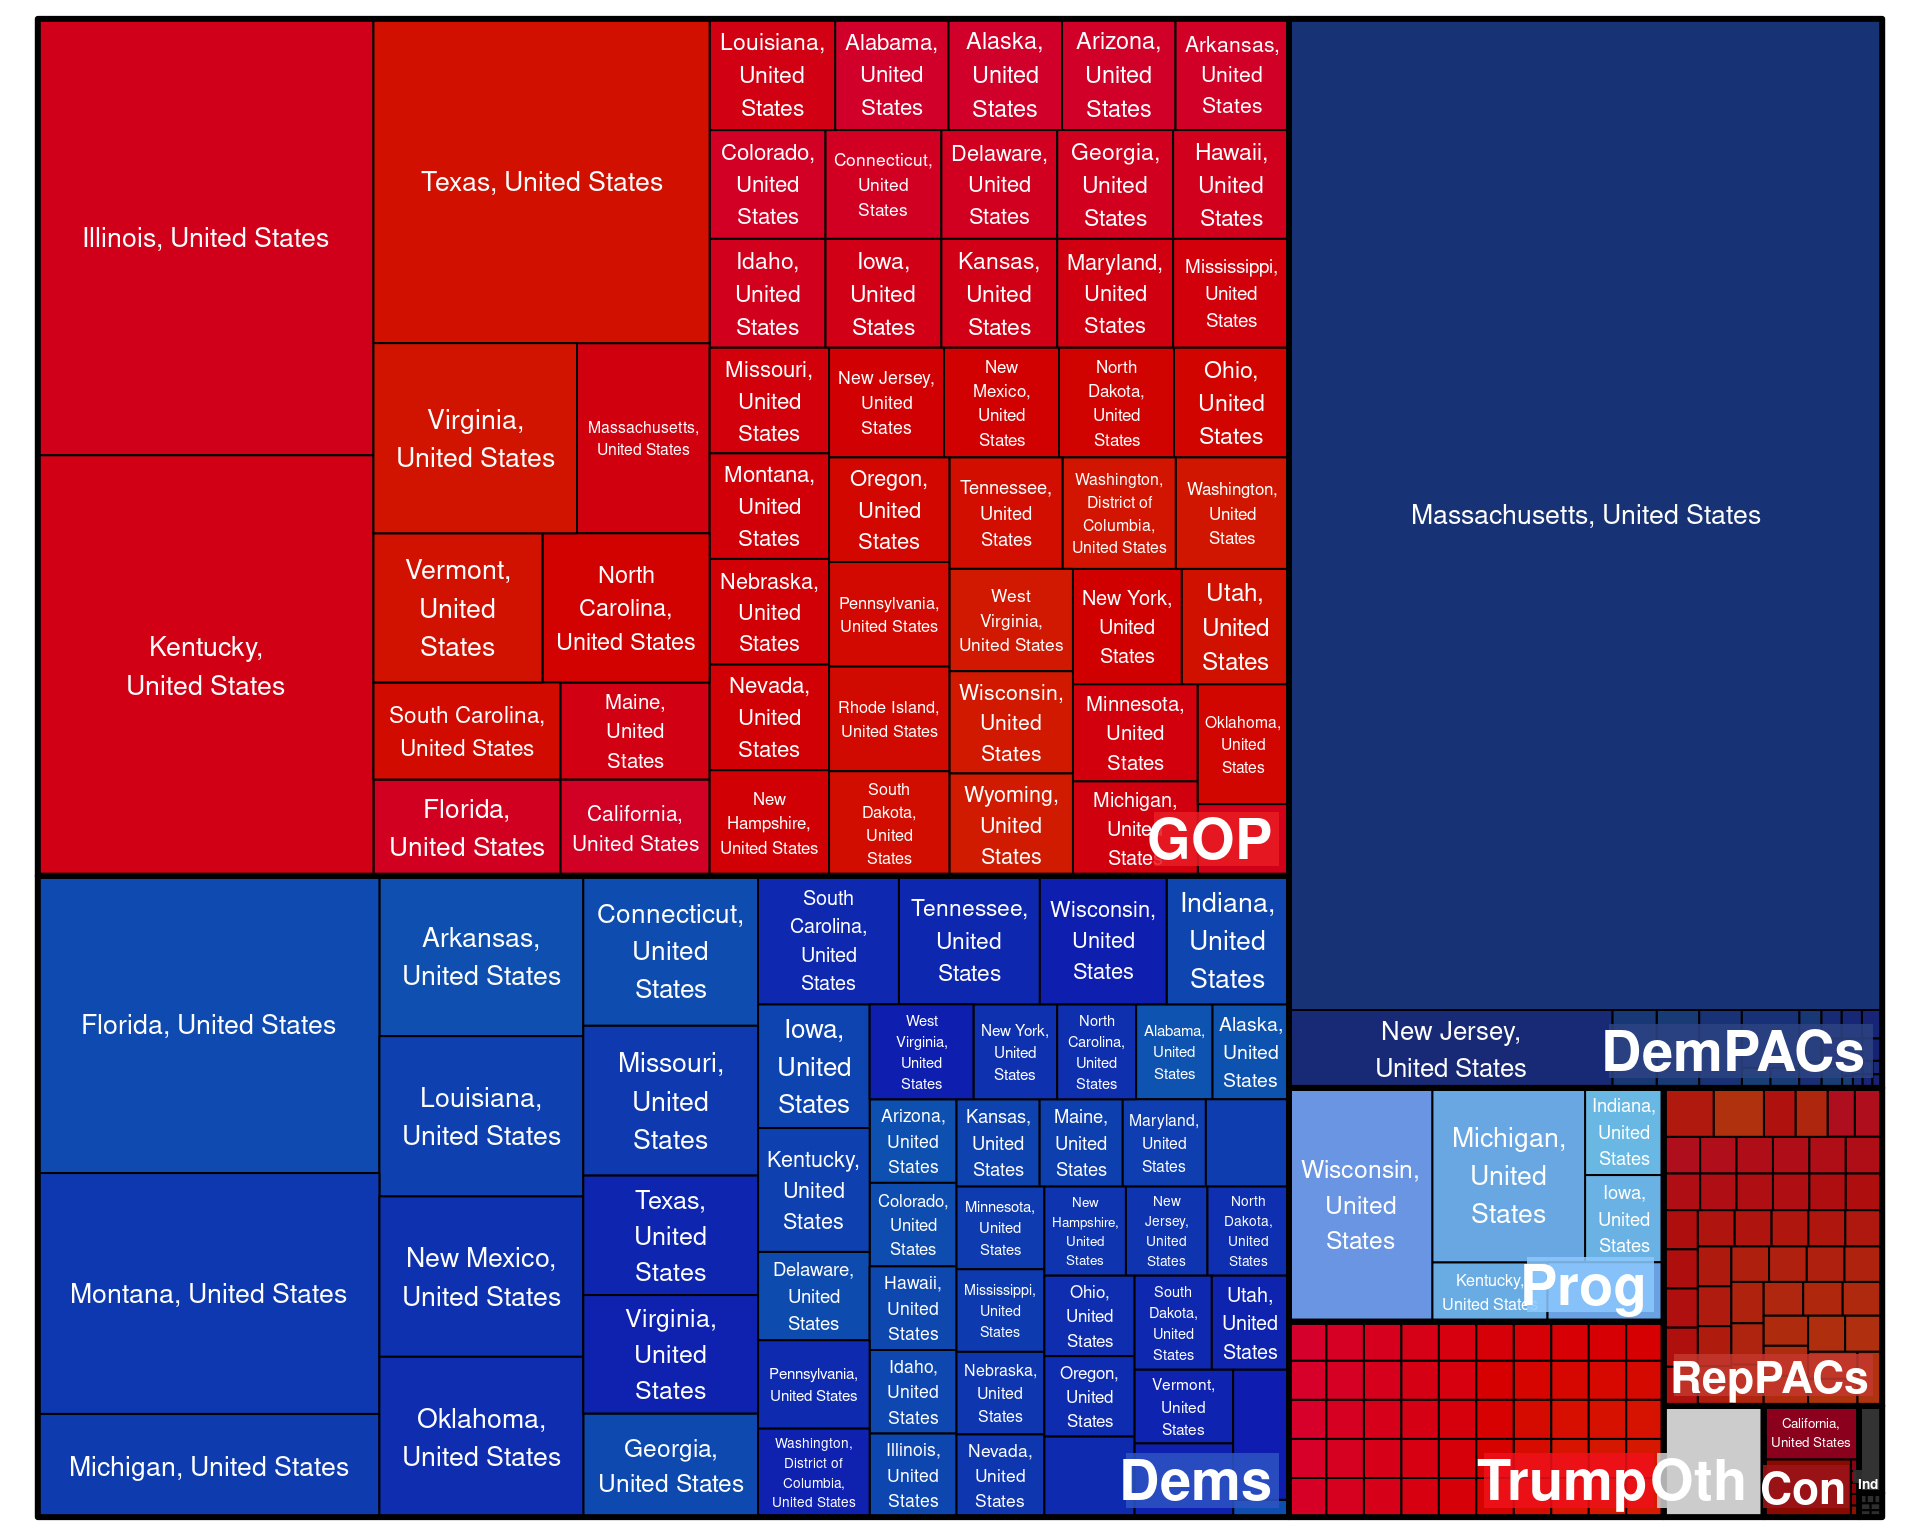 Illinois, United States
Kentucky,
United States
Texas, United States
Virginia,
United States
Massachusetts,
United States
Vermont,
United
States
North
Carolina,
United States
South Carolina,
United States
Maine,
United
States
Florida,
United States
California,
United States
Louisiana,
United
States
Alabama,
United
States
Alaska,
United
States
Arizona,
United
States
Arkansas,
United
States
Colorado,
United
States
Connecticut,
United
States
Delaware,
United
States
Georgia,
United
States
Hawaii,
United
States
Idaho,
United
States
Iowa,
United
States
Kansas,
United
States
Maryland,
United
States
Mississippi,
United
States
Missouri,
United
States
New Jersey,
United
States
New
Mexico,
United
States
North
Dakota,
United
States
Ohio,
United
States
Montana,
United
States
Oregon,
United
States
Tennessee,
United
States
Washington,
District of
Columbia,
United States
Washington,
United
States
Nebraska,
United
States
Pennsylvania,
United States
West
Virginia,
United States
New York,
United
States
Utah,
United
States
Nevada,
United
States
Rhode Island,
United States
Wisconsin,
United
States
Minnesota,
United
States
Oklahoma,
United
States
New
Hampshire,
United States
South
Dakota,
United
States
Wyoming,
United
States
Michigan,
United
States
GOP
Florida, United States
Montana, United States
Michigan, United States
Arkansas,
United States
Louisiana,
United States
New Mexico,
United States
Oklahoma,
United States
Connecticut,
United
States
Missouri,
United
States
Texas,
United
States
Virginia,
United
States
Georgia,
United States
South
Carolina,
United
States
Tennessee,
United
States
Wisconsin,
United
States
Indiana,
United
States
Iowa,
United
States
Kentucky,
United
States
Delaware,
United
States
Pennsylvania,
United States
Washington,
District of
Columbia,
United States
West
Virginia,
United
States
New York,
United
States
North
Carolina,
United
States
Alabama,
United
States
Alaska,
United
States
Arizona,
United
States
Kansas,
United
States
Maine,
United
States
Maryland,
United
States
Colorado,
United
States
Minnesota,
United
States
New
Hampshire,
United
States
New
Jersey,
United
States
North
Dakota,
United
States
Hawaii,
United
States
Mississippi,
United
States
Ohio,
United
States
South
Dakota,
United
States
Utah,
United
States
Idaho,
United
States
Nebraska,
United
States
Oregon,
United
States
Vermont,
United
States
Illinois,
United
States
Nevada,
United
States
Dems
Massachusetts, United States
New Jersey,
United States
DemPACs
Wisconsin,
United
States
Michigan,
United
States
Indiana,
United
States
Iowa,
United
States
Kentucky,
United States
Prog
RepPACs
Trump
Oth
California,
United States
Con
Ind